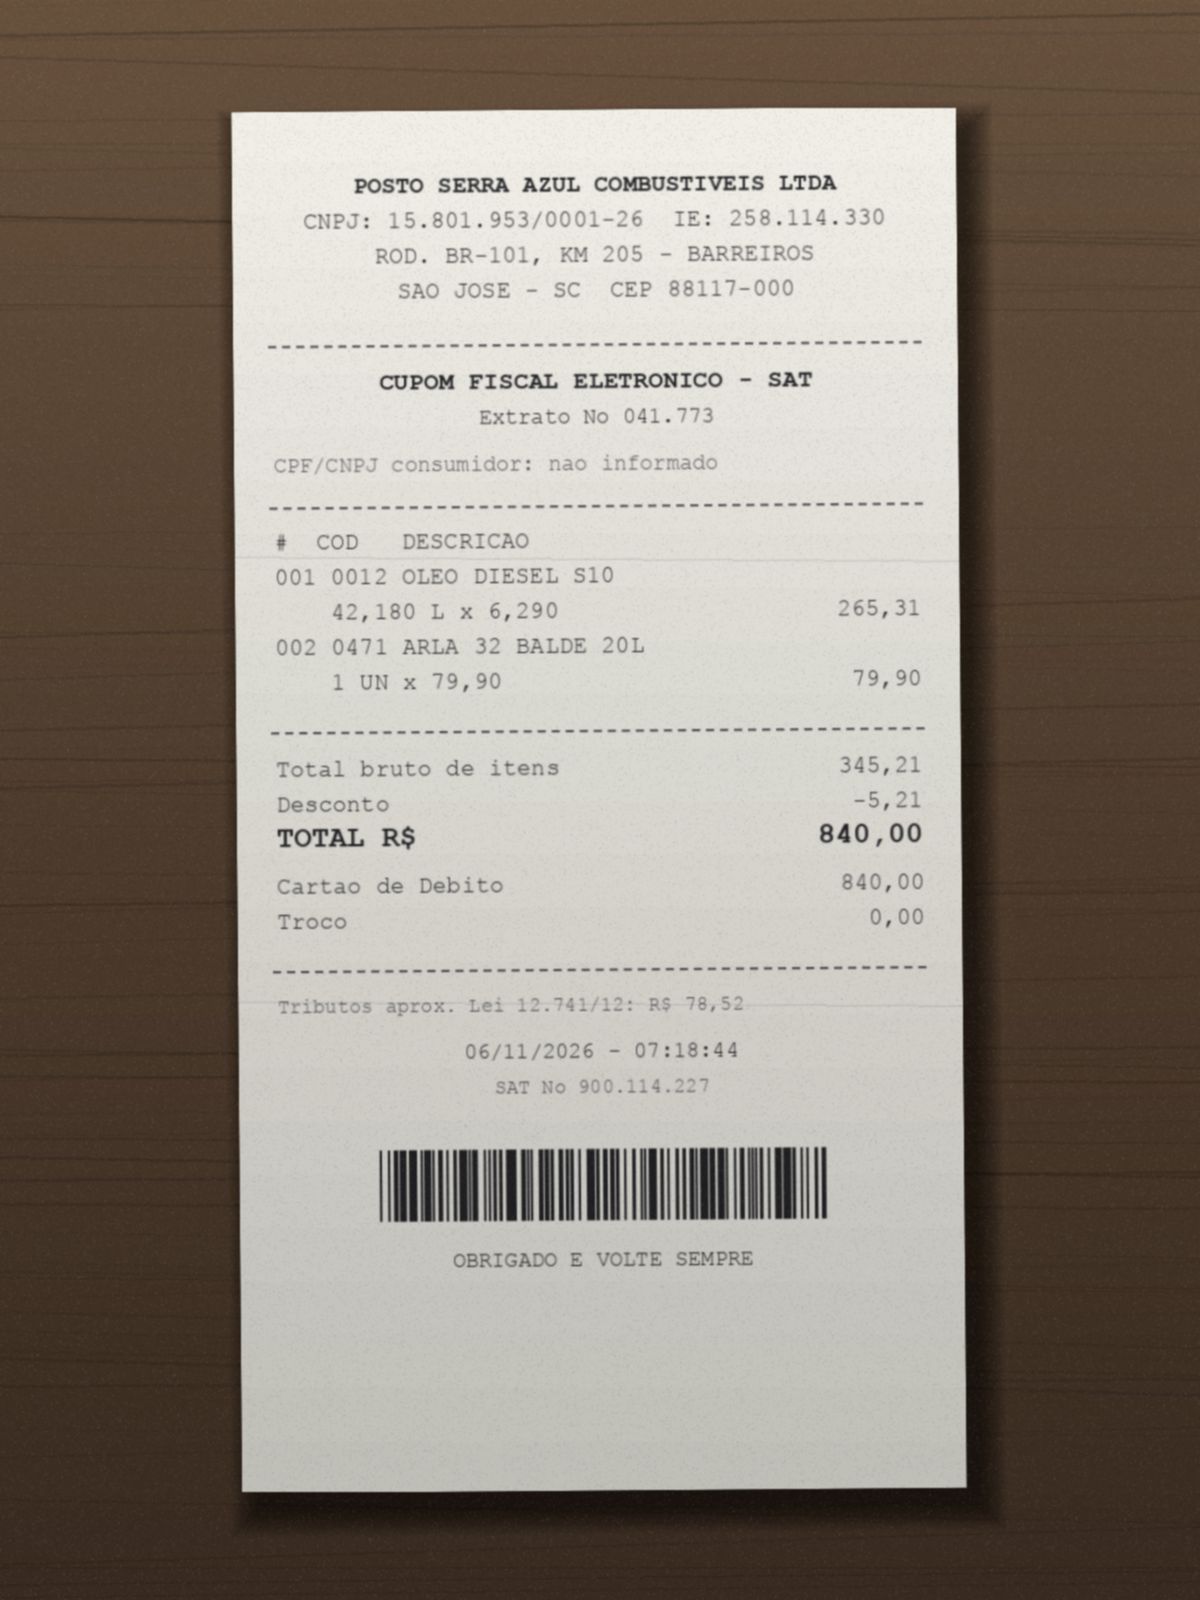 POSTO SERRA AZUL COMBUSTIVEIS LTDA
CNPJ: 15.801.953/0001-26 IE: 258.114.330
ROD. BR-101, KM 205 - BARREIROS
SAO JOSE - SC CEP 88117-000
CUPOM FISCAL ELETRONICO - SAT
Extrato No 041.773
CPF/CNPJ consumidor: nao informado
# COD DESCRICAO
001 0012 OLEO DIESEL S10
42,180 L x 6,290 265,31
002 0471 ARLA 32 BALDE 20L
1 UN x 79,90 79,90
Total bruto de itens 345,21
Desconto -5,21
TOTAL R$ 840,00
Cartao de Debito 840,00
Troco 0,00
Tributos aprox. Lei 12.741/12: R$ 78,52
06/11/2026 - 07:18:44
SAT No 900.114.227
OBRIGADO E VOLTE SEMPRE